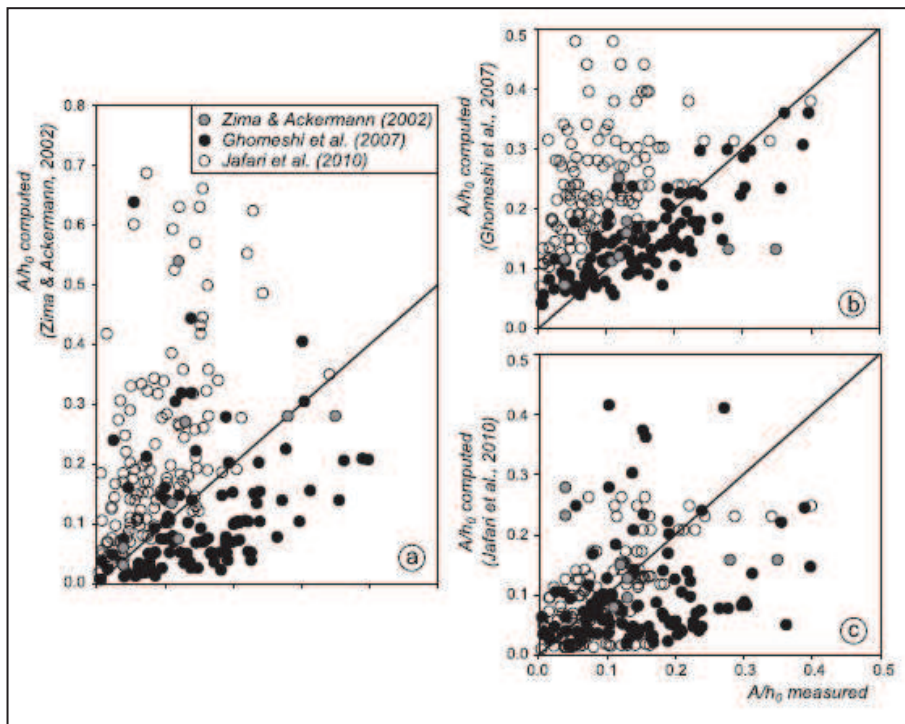 0.8
0.7
0.6
0.5
0.4
0.3
0.2
0.1
0.0
A/h0 computed
(Zima & Ackermann, 2002)
Zima & Ackermann (2002)
Ghomeshi et al. (2007)
Jafari et al. (2010)
a
0.5
0.4
0.3
0.2
0.1
0.0
A/h0 computed
(Ghomeshi et al., 2007)
b
0.5
0.4
0.3
0.2
0.1
0.0
A/h0 computed
(Jafari et al., 2010)
c
0.0 0.1 0.2 0.3 0.4 0.5
A/h0 measured